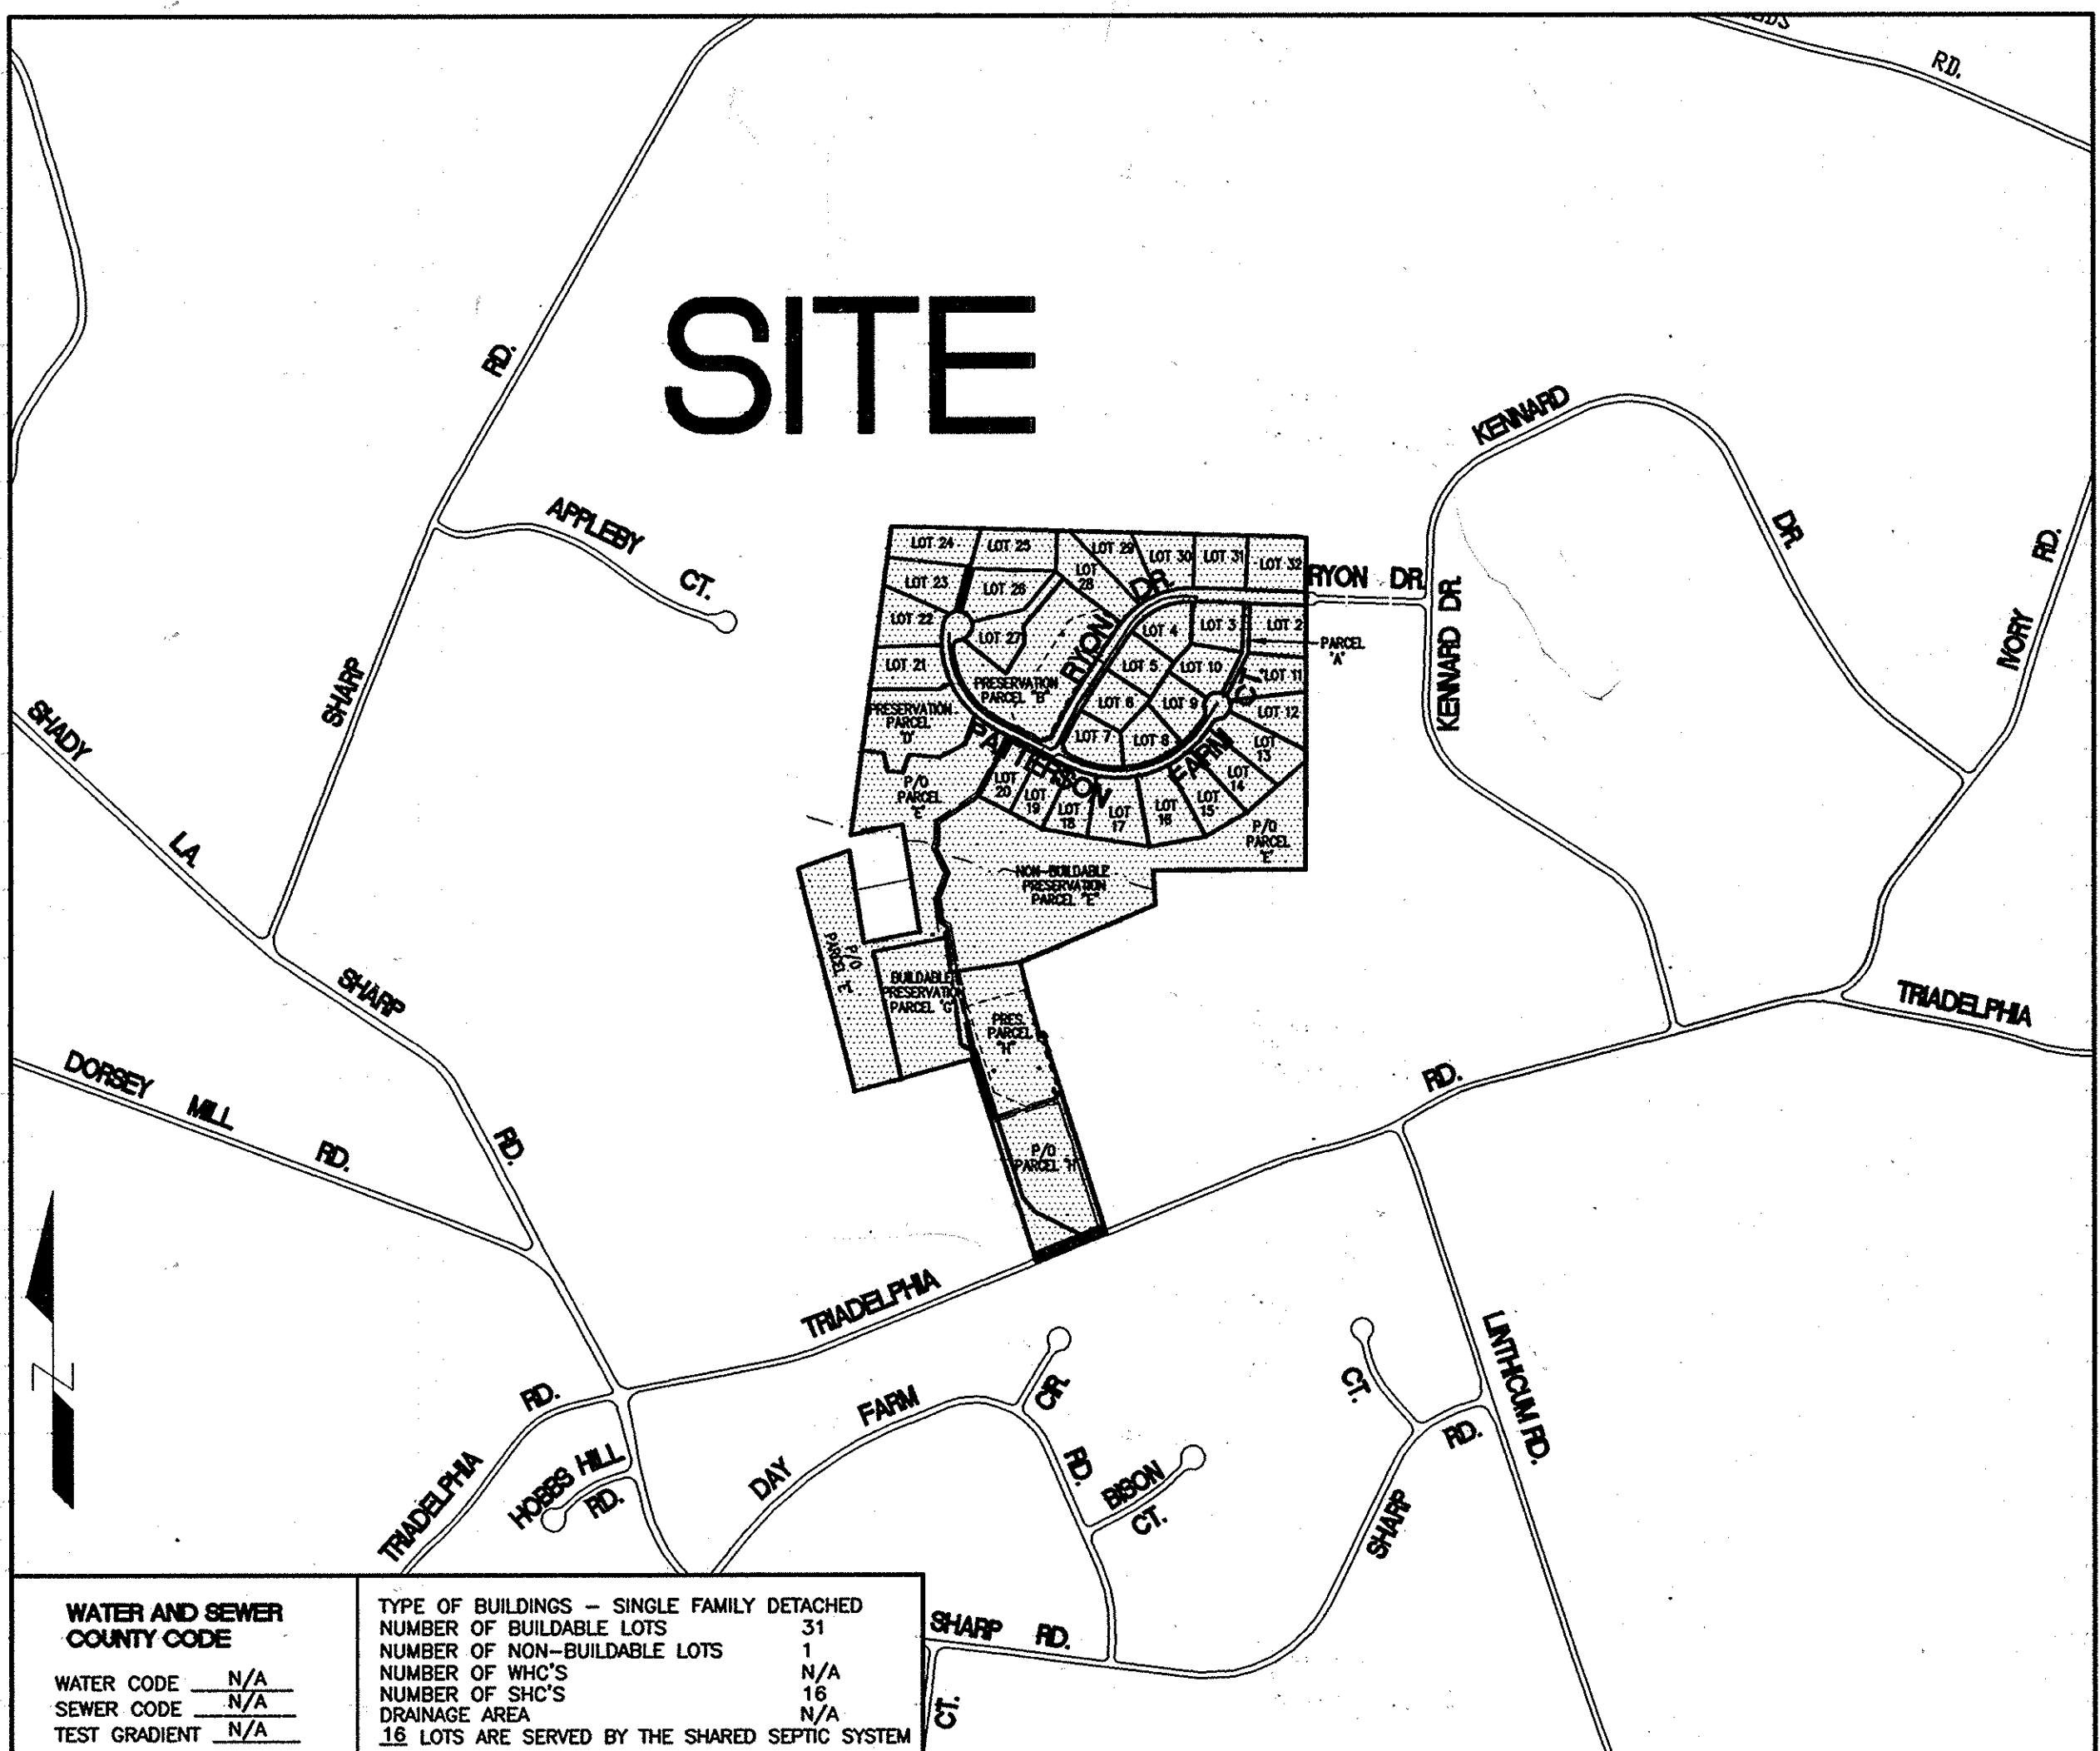 RD.
SITE
RD.
KENNARD
DR.
APPLEBY
CT.
RD.
IVORY
LOT 24
LOT 25
LOT 29
LOT 30
LOT 31
LOT 32
LOT 23
LOT 26
LOT 28
DR.
RYON DR.
KENNARD DR.
LOT 22
LOT 27
RYON
LOT 4
LOT 3
LOT 2
PARCEL
'A'
LOT 21
LOT 5
LOT 10
LOT 11
CT.
PRESERVATION
PARCEL "B"
LOT 6
LOT 9
LOT 12
PRESERVATION
PARCEL
'D'
LOT 7
LOT 8
LOT
13
PATTERSON
FARM
P/O
PARCEL
'E'
LOT
20
LOT
19
LOT
18
LOT
17
LOT
16
LOT
15
LOT
14
P/O
PARCEL
'E'
SHARP
SHADY
LA.
NON-BUILDABLE
PRESERVATION
PARCEL "E"
P/O
PARCEL 'E'
BUILDABLE
PRESERVATION
PARCEL 'G'
PRES.
PARCEL
'H'
P/O
PARCEL 'H'
SHARP
RD.
TRIADELPHIA
RD.
DORSEY MILL RD.
TRIADELPHIA
RD.
TRIADELPHIA
HOBBS HILL
RD.
DAY FARM
CIR.
RD.
BISON
CT.
CT.
RD.
SHARP
LINTHICUM RD.
SHARP RD.
CT.
N
WATER AND SEWER
COUNTY CODE
WATER CODE N/A
SEWER CODE N/A
TEST GRADIENT N/A
TYPE OF BUILDINGS – SINGLE FAMILY DETACHED
NUMBER OF BUILDABLE LOTS 31
NUMBER OF NON-BUILDABLE LOTS 1
NUMBER OF WHC'S N/A
NUMBER OF SHC'S 16
DRAINAGE AREA N/A
16 LOTS ARE SERVED BY THE SHARED SEPTIC SYSTEM